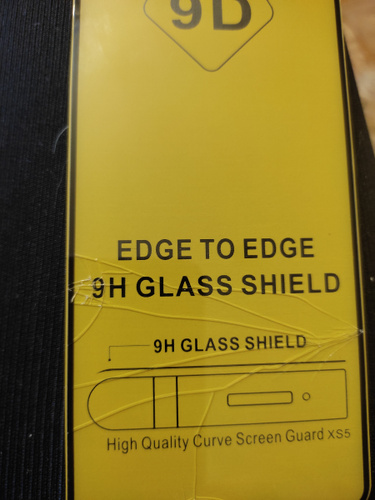 9D
EDGE TO EDGE
9H GLASS SHIELD
9H GLASS SHIELD
High Quality Curve Screen Guard XS5